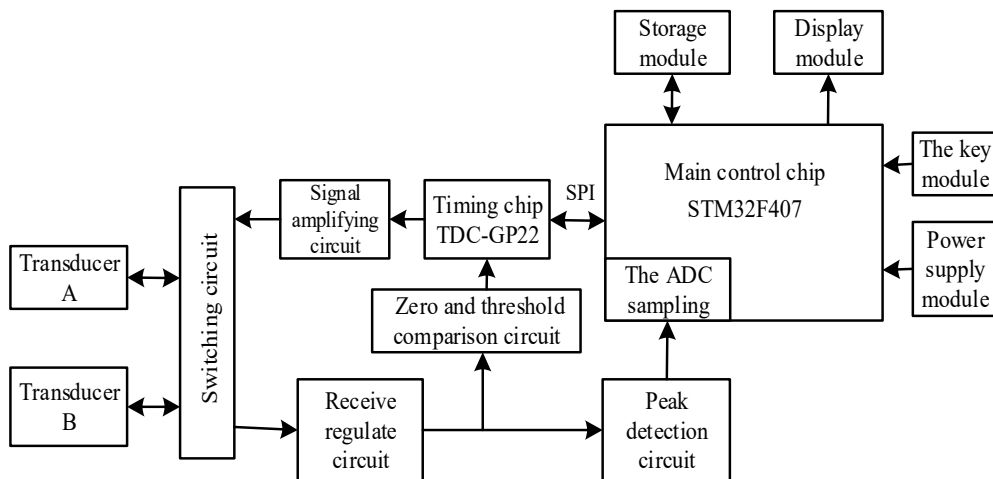 Storage
module
Display
module
Main control chip
STM32F407
The key
module
Power
supply
module
The ADC
sampling
SPI
Timing chip
TDC-GP22
Signal
amplifying
circuit
Switching circuit
Transducer
A
Transducer
B
Zero and threshold
comparison circuit
Receive
regulate
circuit
Peak
detection
circuit